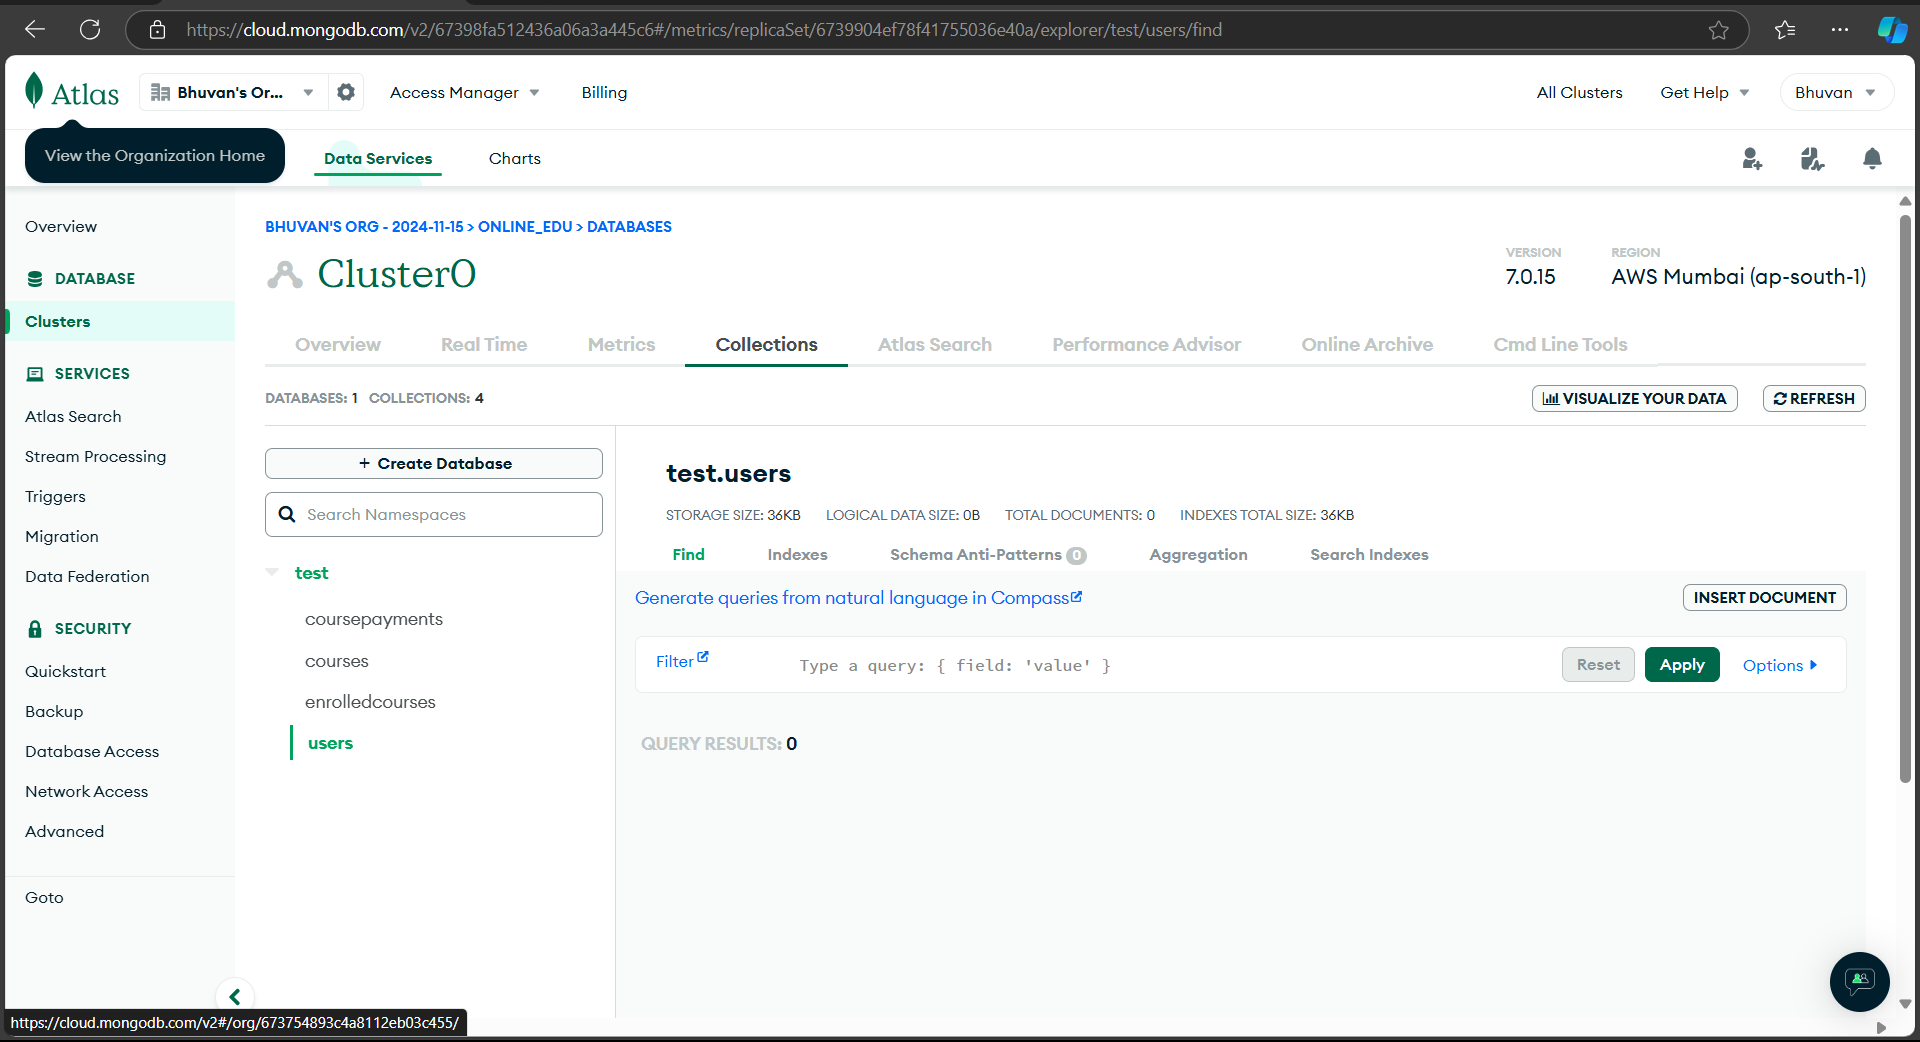 https://cloud.mongodb.com/v2/67398fa512436a06a3a445c6#/metrics/replicaSet/6739904ef78f41755036e40a/explorer/test/users/find
Atlas
Bhuvan's Or...
Access Manager
Billing
All Clusters
Get Help
Bhuvan
View the Organization Home
Data Services
Charts
Overview
DATABASE
Clusters
SERVICES
Atlas Search
Stream Processing
Triggers
Migration
Data Federation
SECURITY
Quickstart
Backup
Database Access
Network Access
Advanced
Goto
BHUVAN'S ORG - 2024-11-15 > ONLINE_EDU > DATABASES
Cluster0
VERSION
7.0.15
REGION
AWS Mumbai (ap-south-1)
Overview
Real Time
Metrics
Collections
Atlas Search
Performance Advisor
Online Archive
Cmd Line Tools
DATABASES: 1 COLLECTIONS: 4
VISUALIZE YOUR DATA
REFRESH
+ Create Database
Search Namespaces
test
coursepayments
courses
enrolledcourses
users
test.users
STORAGE SIZE: 36KB LOGICAL DATA SIZE: 0B TOTAL DOCUMENTS: 0 INDEXES TOTAL SIZE: 36KB
Find
Indexes
Schema Anti-Patterns 0
Aggregation
Search Indexes
Generate queries from natural language in Compass
INSERT DOCUMENT
Filter
Type a query: { field: 'value' }
Reset
Apply
Options
QUERY RESULTS: 0
https://cloud.mongodb.com/v2#/org/673754893c4a8112eb03c455/